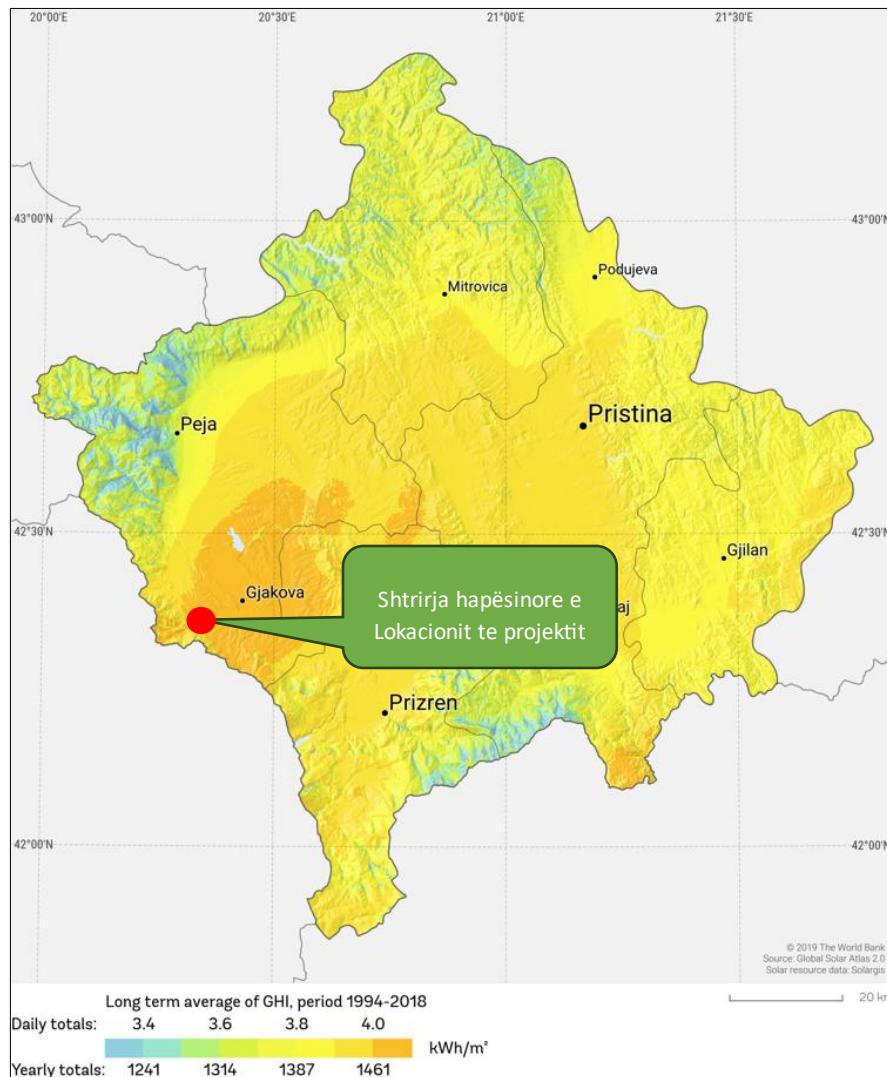 20°00'E 20°30'E 21°00'E 21°30'E
43°00'N 43°00'N
Podujeva
Mitrovica
Peja
Pristina
42°30'N 42°30'N
Gjilan
Gjakova
Shtrirja hapësinore e
Lokacionit te projektit
aj
Prizren
42°00'N 42°00'N
© 2019 The World Bank
Source: Global Solar Atlas 2.0
Solar resource data: Solargis
Long term average of GHI, period 1994-2018
20 km
Daily totals: 3.4 3.6 3.8 4.0
kWh/m²
Yearly totals: 1241 1314 1387 1461